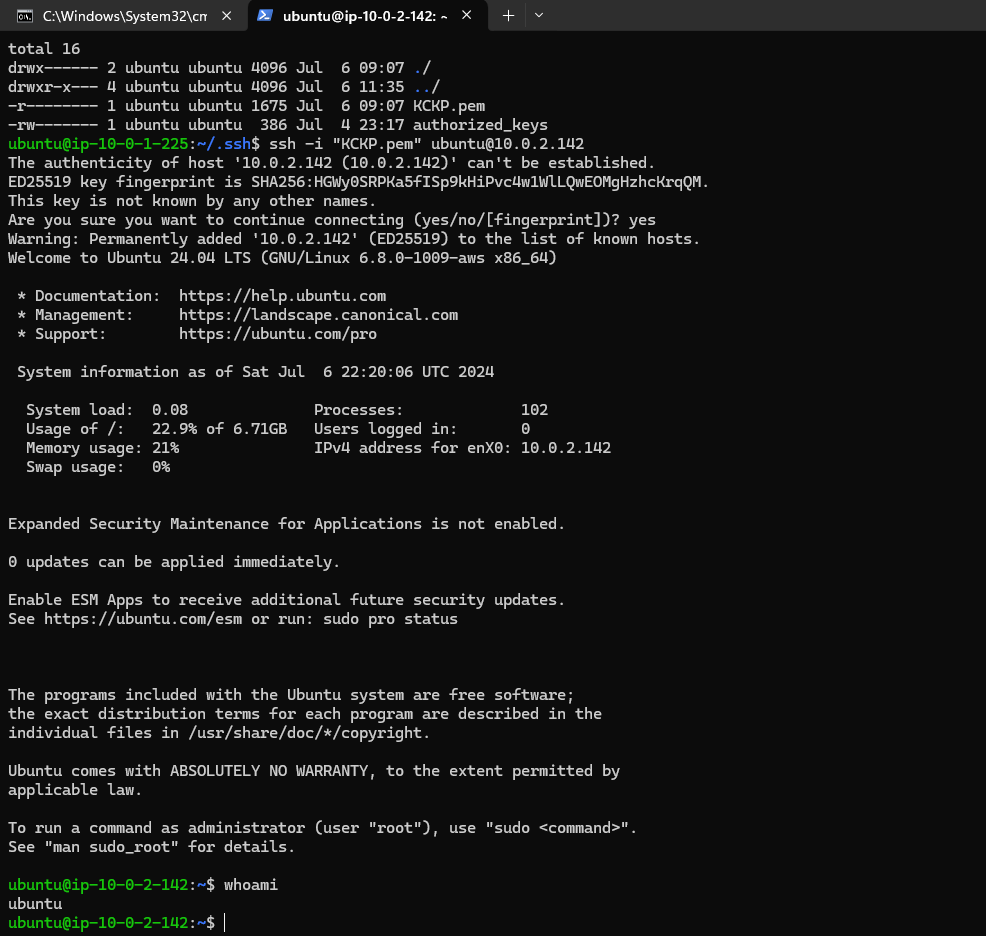 C:\Windows\System32\cm
ubuntu@ip-10-0-2-142: ~
total 16
drwx------ 2 ubuntu ubuntu 4096 Jul  6 09:07 ./
drwxr-x--- 4 ubuntu ubuntu 4096 Jul  6 11:35 ../
-r-------- 1 ubuntu ubuntu 1675 Jul  6 09:07 KCKP.pem
-rw------- 1 ubuntu ubuntu  386 Jul  4 23:17 authorized_keys
ubuntu@ip-10-0-1-225:~/.ssh$ ssh -i "KCKP.pem" ubuntu@10.0.2.142
The authenticity of host '10.0.2.142 (10.0.2.142)' can't be established.
ED25519 key fingerprint is SHA256:HGWy0SRPKa5fISp9kHiPvc4w1WlLQwEOMgHzhcKrqQM.
This key is not known by any other names.
Are you sure you want to continue connecting (yes/no/[fingerprint])? yes
Warning: Permanently added '10.0.2.142' (ED25519) to the list of known hosts.
Welcome to Ubuntu 24.04 LTS (GNU/Linux 6.8.0-1009-aws x86_64)
 * Documentation:  https://help.ubuntu.com
 * Management:     https://landscape.canonical.com
 * Support:        https://ubuntu.com/pro
 System information as of Sat Jul  6 22:20:06 UTC 2024
  System load:  0.08              Processes:             102
  Usage of /:   22.9% of 6.71GB   Users logged in:       0
  Memory usage: 21%               IPv4 address for enX0: 10.0.2.142
  Swap usage:   0%
Expanded Security Maintenance for Applications is not enabled.
0 updates can be applied immediately.
Enable ESM Apps to receive additional future security updates.
See https://ubuntu.com/esm or run: sudo pro status
The programs included with the Ubuntu system are free software;
the exact distribution terms for each program are described in the
individual files in /usr/share/doc/*/copyright.
Ubuntu comes with ABSOLUTELY NO WARRANTY, to the extent permitted by
applicable law.
To run a command as administrator (user "root"), use "sudo <command>".
See "man sudo_root" for details.
ubuntu@ip-10-0-2-142:~$ whoami
ubuntu
ubuntu@ip-10-0-2-142:~$